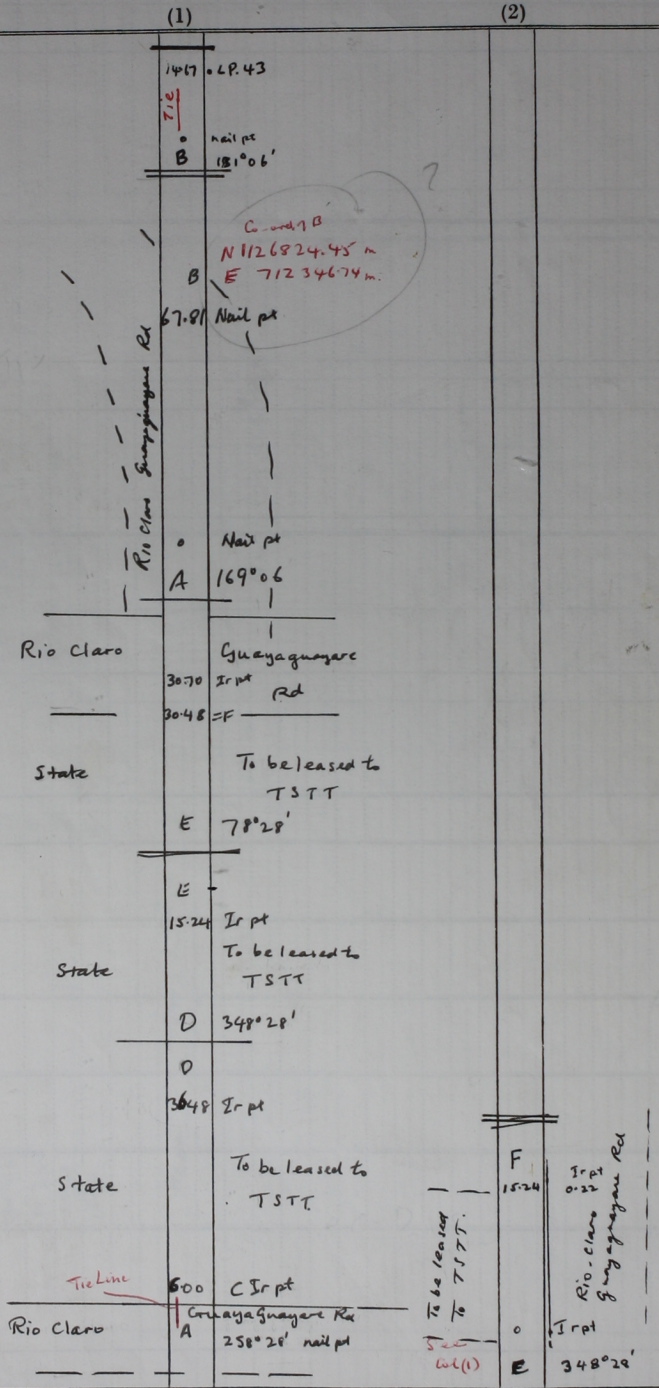 (1)
14.67 LP. 43
Tie
nail pt
B 181°06'
?
Co-ord of B
N 1126824.45 m
B E 712346.74 m.
67.81 Nail pt
Rio Claro Guayaguayare Rd
Nail pt
A 169°06
Rio Claro Guayaguayare
30.70 Ir pt Rd
30.48 =F
State To be leased to
TSTT
E 78°28'
E
15.24 Ir pt
To be leased to
State TSTT
D 348°28'
D
3648 Ir pt
To be leased to
State TSTT
6.00 C Ir pt
Tie Line
Guayaguayare Rd
Rio Claro A 258°28' nail pt
(2)
F
15.24 Ir pt
0.22
To be leased
To TSTT.
Rio-Claro
Guayaguayare Rd
o Ir pt
See
Col(1)
E 348°28'